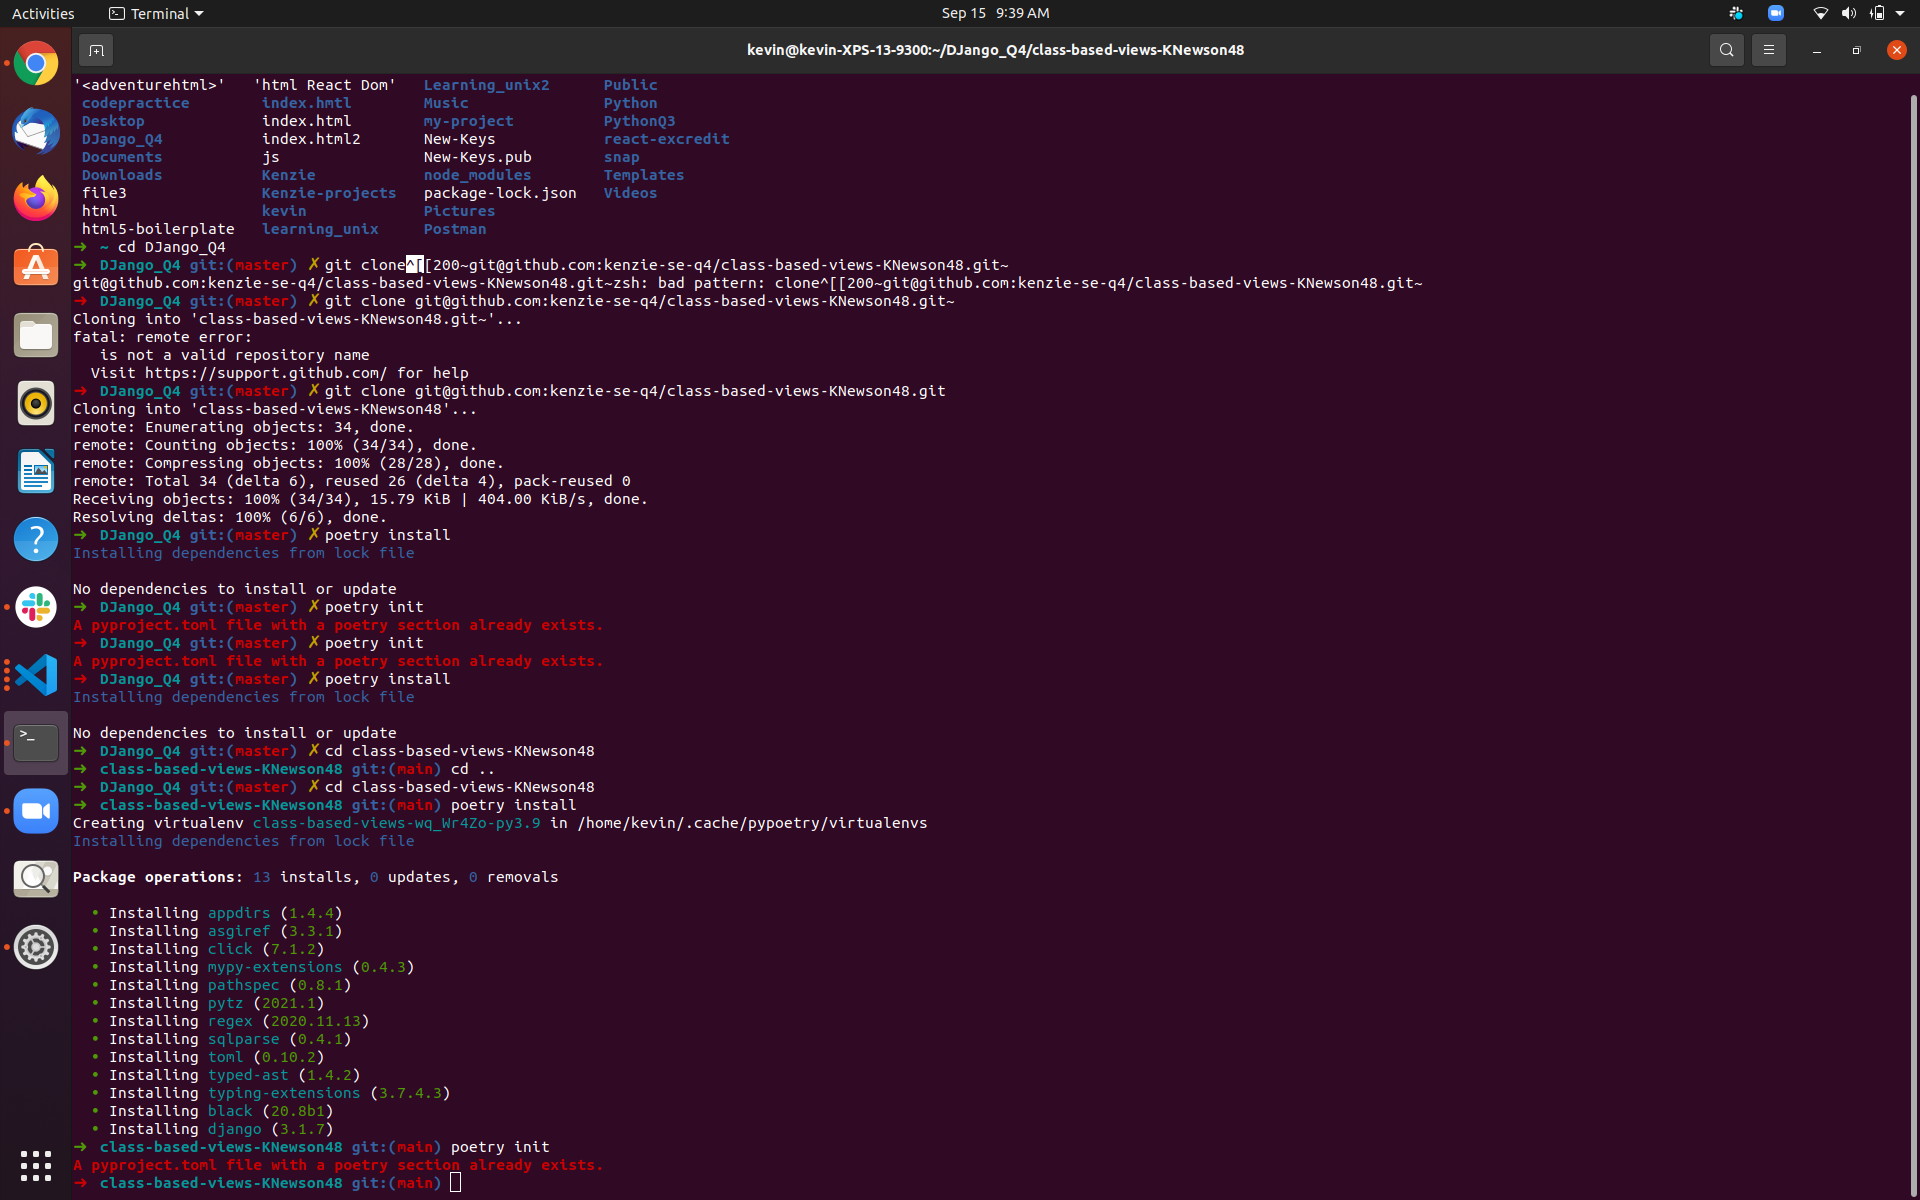 Activities Terminal Sep 15 9:39 AM
kevin@kevin-XPS-13-9300:~/DJango_Q4/class-based-views-KNewson48
'<adventurehtml>' 'html React Dom' Learning_unix2 Public
codepractice index.hmtl Music Python
Desktop index.html my-project PythonQ3
DJango_Q4 index.html2 New-Keys react-excredit
Documents js New-Keys.pub snap
Downloads Kenzie node_modules Templates
file3 Kenzie-projects package-lock.json Videos
html kevin Pictures
html5-boilerplate learning_unix Postman
➜ ~ cd DJango_Q4
➜ DJango_Q4 git:(master) ✗ git clone^[[200~git@github.com:kenzie-se-q4/class-based-views-KNewson48.git~
git@github.com:kenzie-se-q4/class-based-views-KNewson48.git~zsh: bad pattern: clone^[[200~git@github.com:kenzie-se-q4/class-based-views-KNewson48.git~
➜ DJango_Q4 git:(master) ✗ git clone git@github.com:kenzie-se-q4/class-based-views-KNewson48.git~
Cloning into 'class-based-views-KNewson48.git~'...
fatal: remote error:
is not a valid repository name
Visit https://support.github.com/ for help
➜ DJango_Q4 git:(master) ✗ git clone git@github.com:kenzie-se-q4/class-based-views-KNewson48.git
Cloning into 'class-based-views-KNewson48'...
remote: Enumerating objects: 34, done.
remote: Counting objects: 100% (34/34), done.
remote: Compressing objects: 100% (28/28), done.
remote: Total 34 (delta 6), reused 26 (delta 4), pack-reused 0
Receiving objects: 100% (34/34), 15.79 KiB | 404.00 KiB/s, done.
Resolving deltas: 100% (6/6), done.
➜ DJango_Q4 git:(master) ✗ poetry install
Installing dependencies from lock file
No dependencies to install or update
➜ DJango_Q4 git:(master) ✗ poetry init
A pyproject.toml file with a poetry section already exists.
➜ DJango_Q4 git:(master) ✗ poetry init
A pyproject.toml file with a poetry section already exists.
➜ DJango_Q4 git:(master) ✗ poetry install
Installing dependencies from lock file
No dependencies to install or update
➜ DJango_Q4 git:(master) ✗ cd class-based-views-KNewson48
➜ class-based-views-KNewson48 git:(main) cd ..
➜ DJango_Q4 git:(master) ✗ cd class-based-views-KNewson48
➜ class-based-views-KNewson48 git:(main) poetry install
Creating virtualenv class-based-views-wq_Wr4Zo-py3.9 in /home/kevin/.cache/pypoetry/virtualenvs
Installing dependencies from lock file
Package operations: 13 installs, 0 updates, 0 removals
• Installing appdirs (1.4.4)
• Installing asgiref (3.3.1)
• Installing click (7.1.2)
• Installing mypy-extensions (0.4.3)
• Installing pathspec (0.8.1)
• Installing pytz (2021.1)
• Installing regex (2020.11.13)
• Installing sqlparse (0.4.1)
• Installing toml (0.10.2)
• Installing typed-ast (1.4.2)
• Installing typing-extensions (3.7.4.3)
• Installing black (20.8b1)
• Installing django (3.1.7)
➜ class-based-views-KNewson48 git:(main) poetry init
A pyproject.toml file with a poetry section already exists.
➜ class-based-views-KNewson48 git:(main)